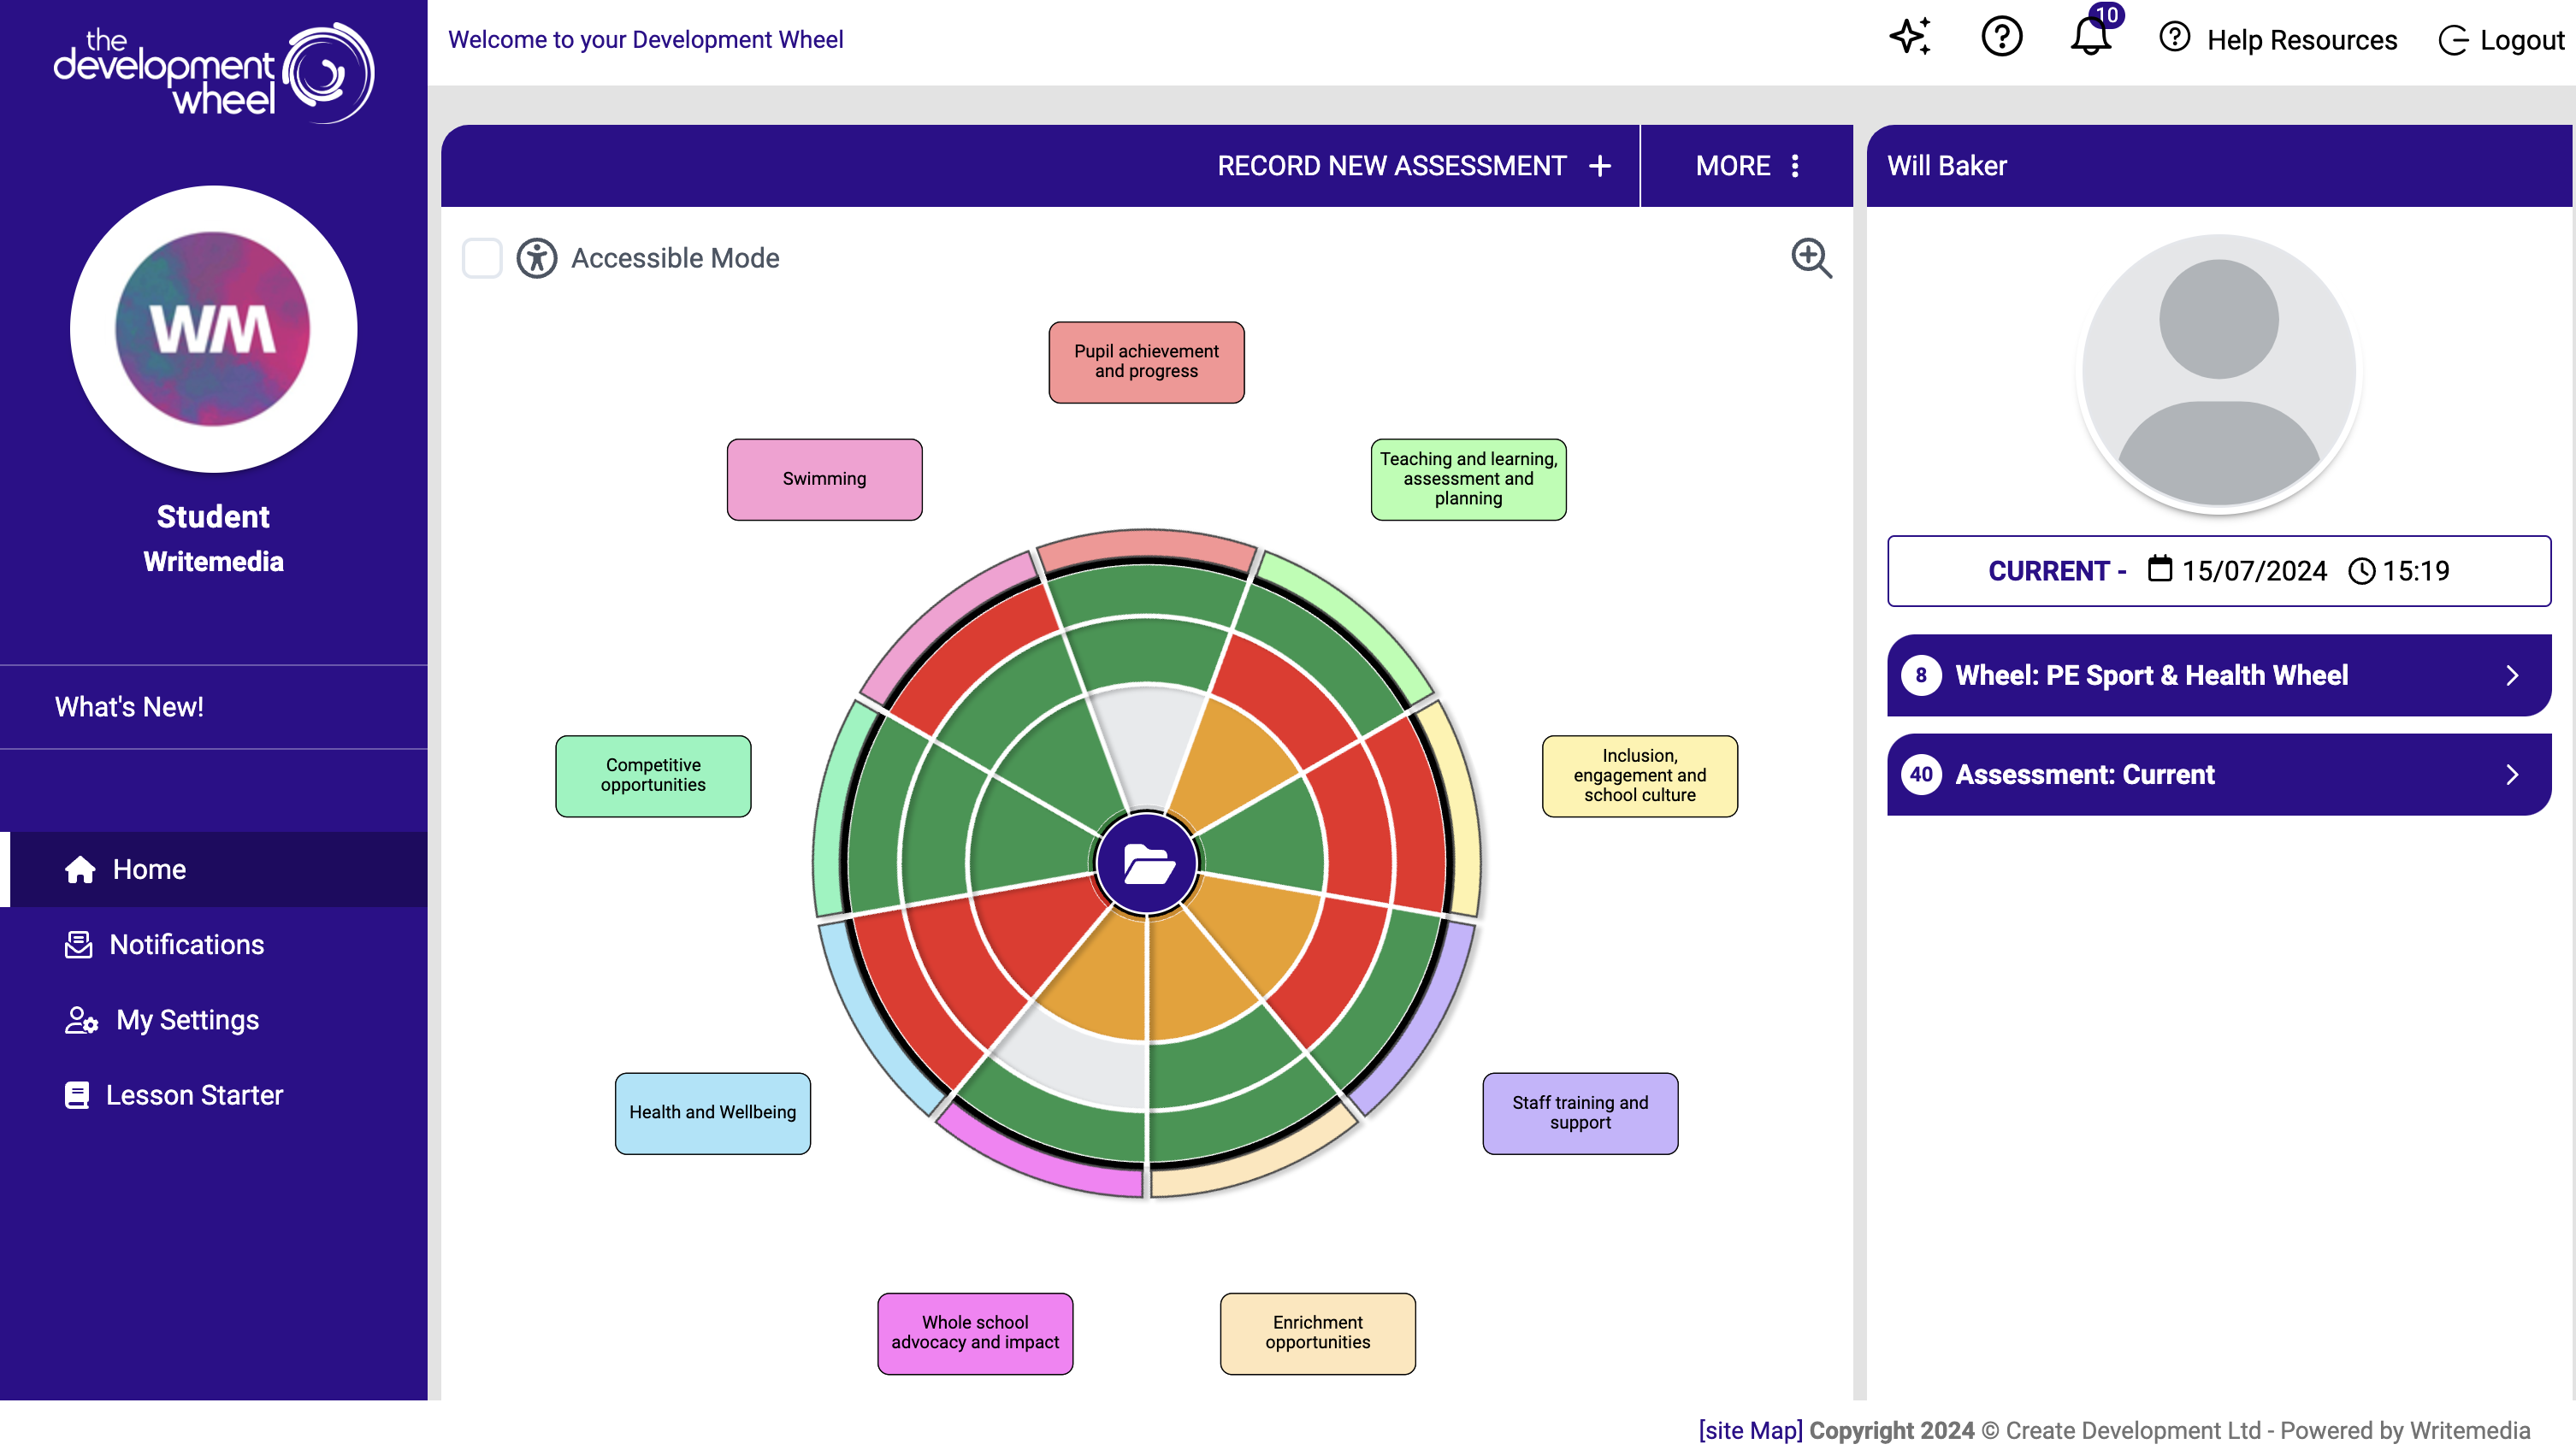 the
development
wheel
Welcome to your Development Wheel
10
Help Resources
Logout
WM
Student
Writemedia
What's New!
Home
Notifications
My Settings
Lesson Starter
RECORD NEW ASSESSMENT
MORE
Accessible Mode
Pupil achievement
and progress
Swimming
Teaching and learning,
assessment and
planning
Competitive
opportunities
Inclusion,
engagement and
school culture
Health and Wellbeing
Staff training and
support
Whole school
advocacy and impact
Enrichment
opportunities
Will Baker
CURRENT - 15/07/2024 15:19
8 Wheel: PE Sport & Health Wheel
40 Assessment: Current
[site Map] Copyright 2024 © Create Development Ltd - Powered by Writemedia